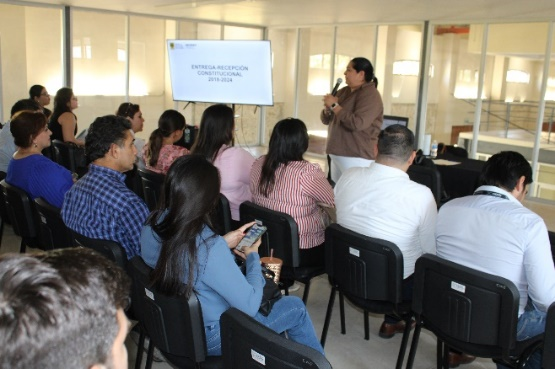 ENTREGA-RECEPCIÓN
CONSTITUCIONAL
2018-2024